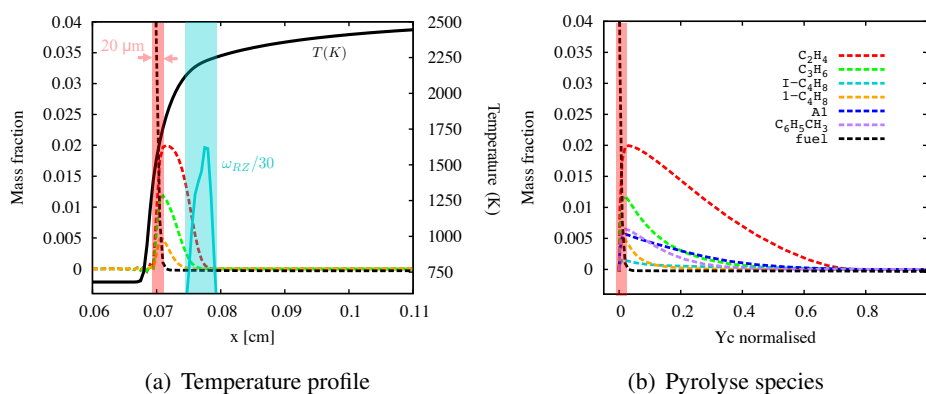 0.04
0.035
0.03
0.025
0.02
0.015
0.01
0.005
0
Mass fraction
0.06
0.07
0.08
0.09
0.1
0.11
x [cm]
2500
2250
2000
1750
1500
1250
1000
750
Temperature (K)
20 μm
T(K)
ω_RZ/30
(a) Temperature profile
0.04
0.035
0.03
0.025
0.02
0.015
0.01
0.005
0
Mass fraction
0
0.2
0.4
0.6
0.8
Yc normalised
C₂H₄
C₃H₆
I-C₄H₈
1-C₄H₈
A1
C₆H₅CH₃
fuel
(b) Pyrolyse species